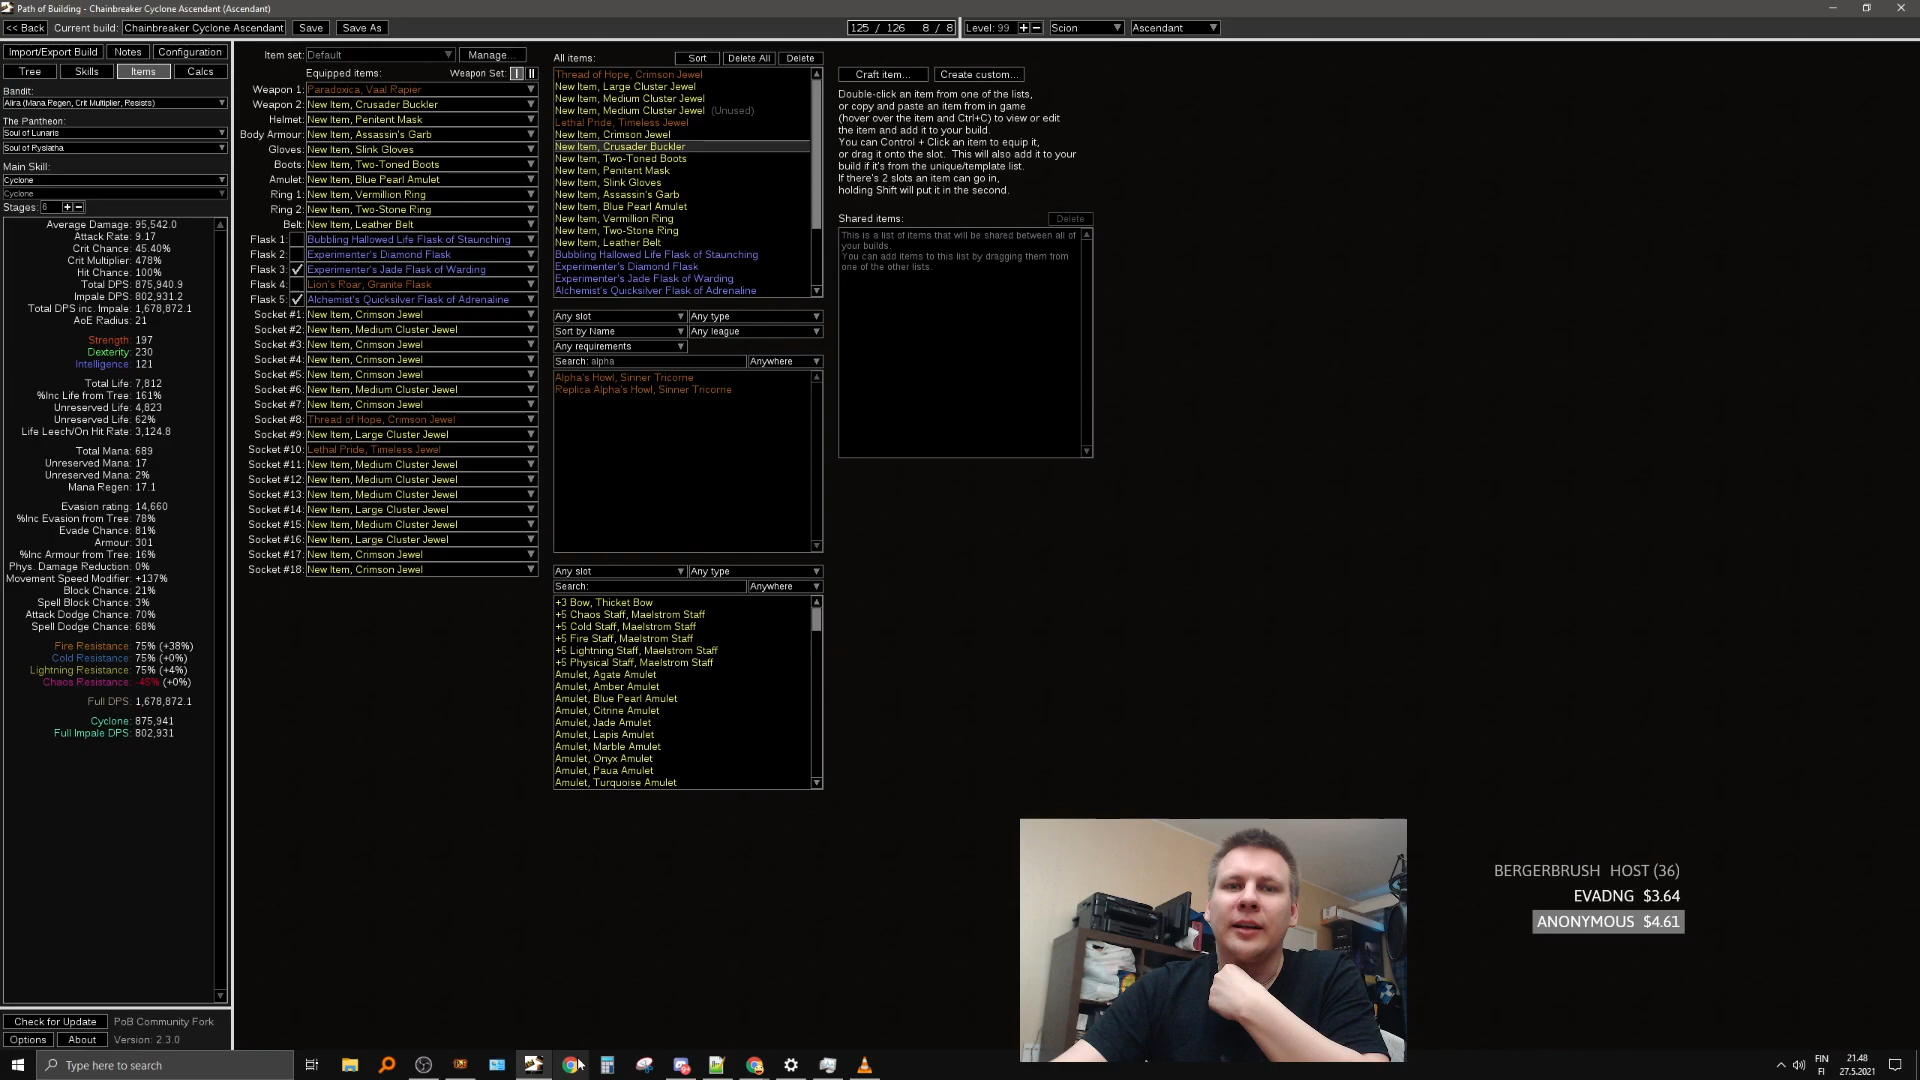 Path of Building - Chainbreaker Cyclone Ascendant (Ascendant)
<< Back
Current build:
Chainbreaker Cyclone Ascendant
Save
Save As
125 / 126   8 / 8
Level: 99
+
-
Scion
Ascendant
Import/Export Build
Notes
Configuration
Tree
Skills
Items
Calcs
Bandit:
Alira (Mana Regen, Crit Multiplier, Resists)
The Pantheon:
Soul of Lunaris
Soul of Ryslatha
Main Skill:
Cyclone
Cyclone
Stages: 6
+
-
Average Damage: 95,542.0
Attack Rate: 9.17
Crit Chance: 45.40%
Crit Multiplier: 478%
Hit Chance: 100%
Total DPS: 875,940.9
Impale DPS: 802,931.2
Total DPS inc. Impale: 1,678,872.1
AoE Radius: 21
Strength: 197
Dexterity: 230
Intelligence: 121
Total Life: 7,812
%Inc Life from Tree: 161%
Unreserved Life: 4,823
Unreserved Life: 62%
Life Leech/On Hit Rate: 3,124.8
Total Mana: 689
Unreserved Mana: 17
Unreserved Mana: 2%
Mana Regen: 17.1
Evasion rating: 14,660
%Inc Evasion from Tree: 78%
Evade Chance: 81%
Armour: 301
%Inc Armour from Tree: 16%
Phys. Damage Reduction: 0%
Movement Speed Modifier: +137%
Block Chance: 21%
Spell Block Chance: 3%
Attack Dodge Chance: 70%
Spell Dodge Chance: 68%
Fire Resistance: 75% (+38%)
Cold Resistance: 75% (+0%)
Lightning Resistance: 75% (+4%)
Chaos Resistance: -45% (+0%)
Full DPS: 1,678,872.1
Cyclone: 875,941
Full Impale DPS: 802,931
Check for Update
PoB Community Fork
Options
About
Version: 2.3.0
Item set: Default
Manage...
Equipped items:
Weapon Set: I II
Weapon 1: Paradoxica, Vaal Rapier
Weapon 2: New Item, Crusader Buckler
Helmet: New Item, Penitent Mask
Body Armour: New Item, Assassin's Garb
Gloves: New Item, Slink Gloves
Boots: New Item, Two-Toned Boots
Amulet: New Item, Blue Pearl Amulet
Ring 1: New Item, Vermillion Ring
Ring 2: New Item, Two-Stone Ring
Belt: New Item, Leather Belt
Flask 1: Bubbling Hallowed Life Flask of Staunching
Flask 2: Experimenter's Diamond Flask
Flask 3: Experimenter's Jade Flask of Warding
Flask 4: Lion's Roar, Granite Flask
Flask 5: Alchemist's Quicksilver Flask of Adrenaline
Socket #1: New Item, Crimson Jewel
Socket #2: New Item, Medium Cluster Jewel
Socket #3: New Item, Crimson Jewel
Socket #4: New Item, Crimson Jewel
Socket #5: New Item, Crimson Jewel
Socket #6: New Item, Medium Cluster Jewel
Socket #7: New Item, Crimson Jewel
Socket #8: Thread of Hope, Crimson Jewel
Socket #9: New Item, Large Cluster Jewel
Socket #10: Lethal Pride, Timeless Jewel
Socket #11: New Item, Medium Cluster Jewel
Socket #12: New Item, Medium Cluster Jewel
Socket #13: New Item, Medium Cluster Jewel
Socket #14: New Item, Large Cluster Jewel
Socket #15: New Item, Medium Cluster Jewel
Socket #16: New Item, Large Cluster Jewel
Socket #17: New Item, Crimson Jewel
Socket #18: New Item, Crimson Jewel
All items:
Sort
Delete All
Delete
Thread of Hope, Crimson Jewel
New Item, Large Cluster Jewel
New Item, Medium Cluster Jewel
New Item, Medium Cluster Jewel (Unused)
Lethal Pride, Timeless Jewel
New Item, Crimson Jewel
New Item, Crusader Buckler
New Item, Two-Toned Boots
New Item, Penitent Mask
New Item, Slink Gloves
New Item, Assassin's Garb
New Item, Blue Pearl Amulet
New Item, Vermillion Ring
New Item, Two-Stone Ring
New Item, Leather Belt
Bubbling Hallowed Life Flask of Staunching
Experimenter's Diamond Flask
Experimenter's Jade Flask of Warding
Alchemist's Quicksilver Flask of Adrenaline
Any slot
Any type
Sort by Name
Any league
Any requirements
Search: alpha
Anywhere
Alpha's Howl, Sinner Tricorne
Replica Alpha's Howl, Sinner Tricorne
Any slot
Any type
Search:
Anywhere
+3 Bow, Thicket Bow
+5 Chaos Staff, Maelstrom Staff
+5 Cold Staff, Maelstrom Staff
+5 Fire Staff, Maelstrom Staff
+5 Lightning Staff, Maelstrom Staff
+5 Physical Staff, Maelstrom Staff
Amulet, Agate Amulet
Amulet, Amber Amulet
Amulet, Blue Pearl Amulet
Amulet, Citrine Amulet
Amulet, Jade Amulet
Amulet, Lapis Amulet
Amulet, Marble Amulet
Amulet, Onyx Amulet
Amulet, Paua Amulet
Amulet, Turquoise Amulet
Craft item...
Create custom...
Double-click an item from one of the lists,
or copy and paste an item from in game
(hover over the item and Ctrl+C) to view or edit
the item and add it to your build.
You can Control + Click an item to equip it,
or drag it onto the slot. This will also add it to your
build if it's from the unique/template list.
If there's 2 slots an item can go in,
holding Shift will put it in the second.
Shared items:
Delete
This is a list of items that will be shared between all of
your builds.
You can add items to this list by dragging them from
one of the other lists.
BERGERBRUSH HOST (36)
EVADNG $3.64
ANONYMOUS $4.61
Type here to search
FIN
FI
21.48
27.5.2021